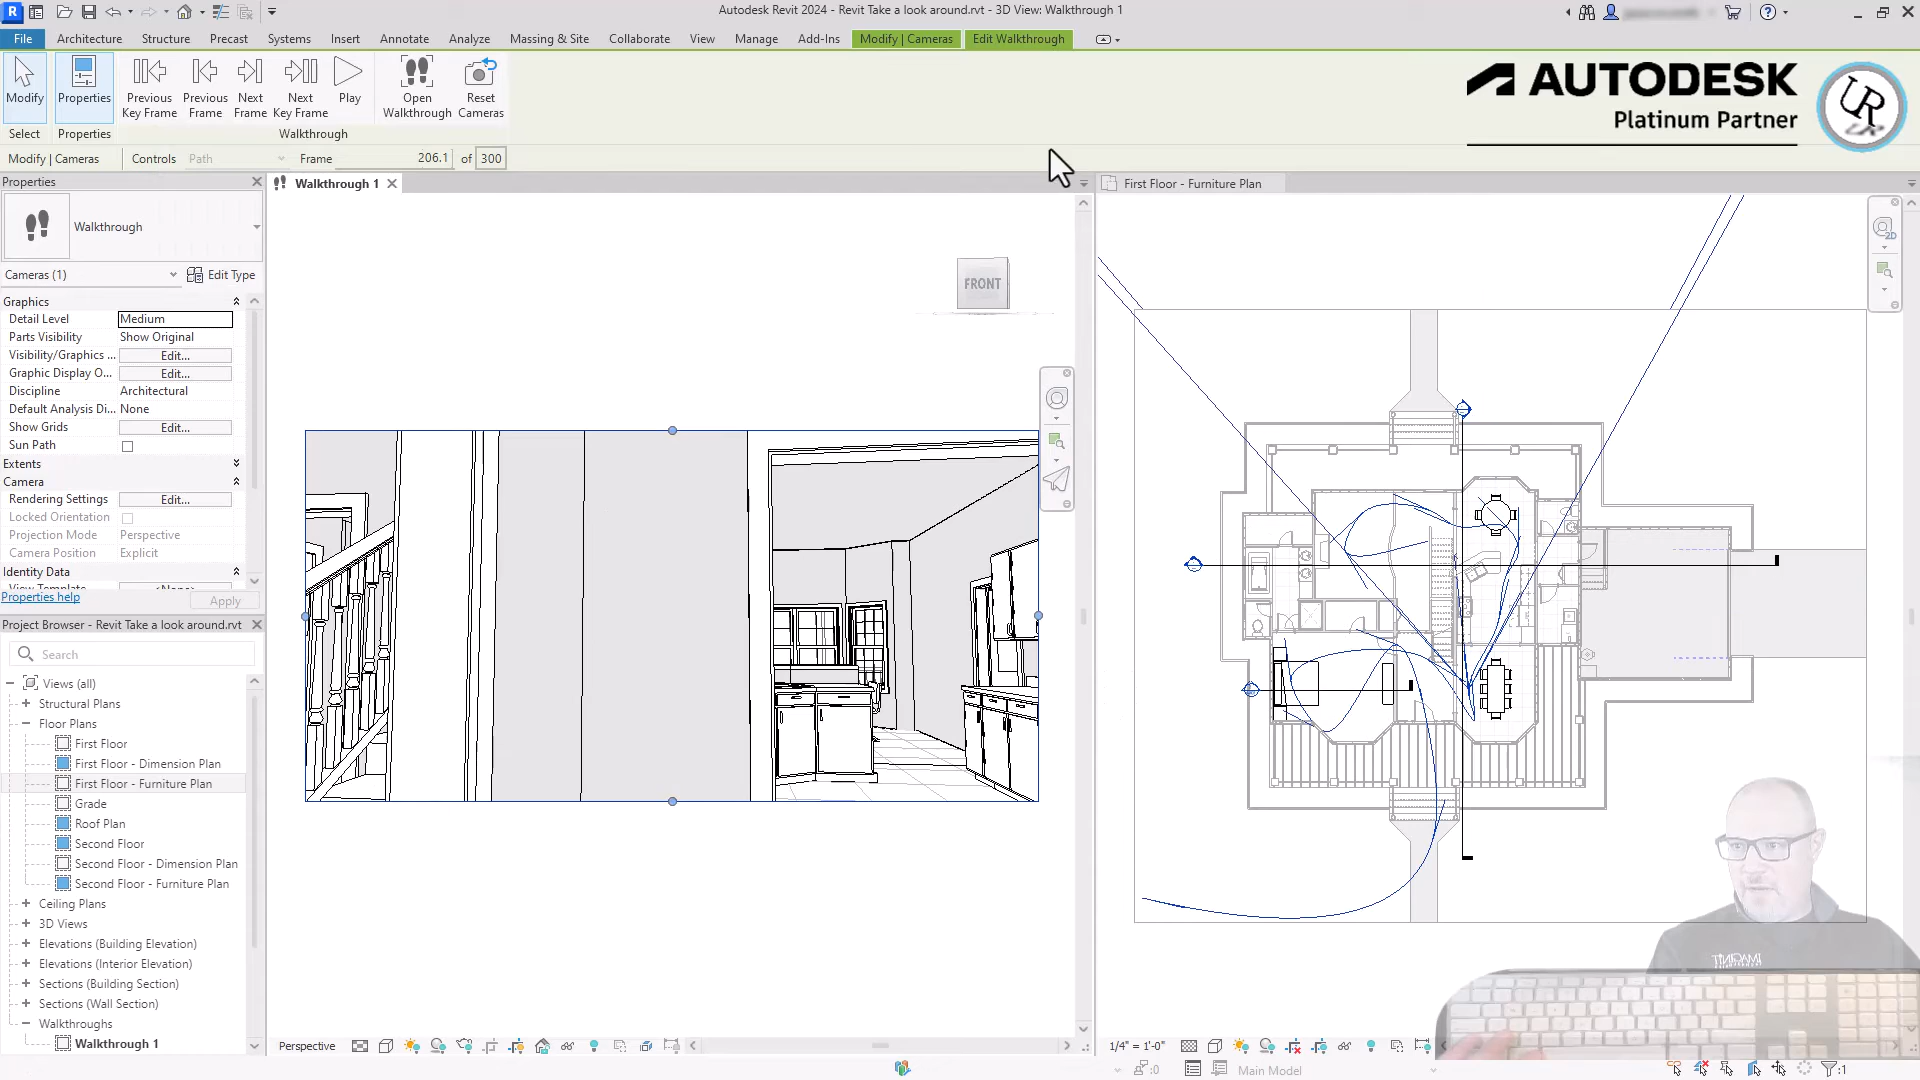 Autodesk Revit 2024 - Revit Take a look around.rvt - 3D View: Walkthrough 1
File Architecture Structure Precast Systems Insert Annotate Analyze Massing & Site Collaborate View Manage Add-Ins Modify | Cameras Edit Walkthrough
Modify
Properties
Previous
Key Frame
Previous
Frame
Next
Frame
Next
Key Frame
Play
Open
Walkthrough
Reset
Cameras
Select
Properties
Walkthrough
AUTODESK
Platinum Partner
UR
Modify | Cameras Controls Path Frame 206.1 of 300
Properties
Walkthrough 1
First Floor - Furniture Plan
Walkthrough
Cameras (1) Edit Type
Graphics
Detail Level Medium
Parts Visibility Show Original
Visibility/Graphics ... Edit...
Graphic Display O... Edit...
Discipline Architectural
Default Analysis Di... None
Show Grids Edit...
Sun Path
Extents
Camera
Rendering Settings Edit...
Locked Orientation
Projection Mode Perspective
Camera Position Explicit
Identity Data
View Template <None>
Properties help Apply
Project Browser - Revit Take a look around.rvt
Search
Views (all)
Structural Plans
Floor Plans
First Floor
First Floor - Dimension Plan
First Floor - Furniture Plan
Grade
Roof Plan
Second Floor
Second Floor - Dimension Plan
Second Floor - Furniture Plan
Ceiling Plans
3D Views
Elevations (Building Elevation)
Elevations (Interior Elevation)
Sections (Building Section)
Sections (Wall Section)
Walkthroughs
Walkthrough 1
FRONT
2D
IMAGINIT
Perspective
1/4" = 1'-0"
:0 Main Model
:1